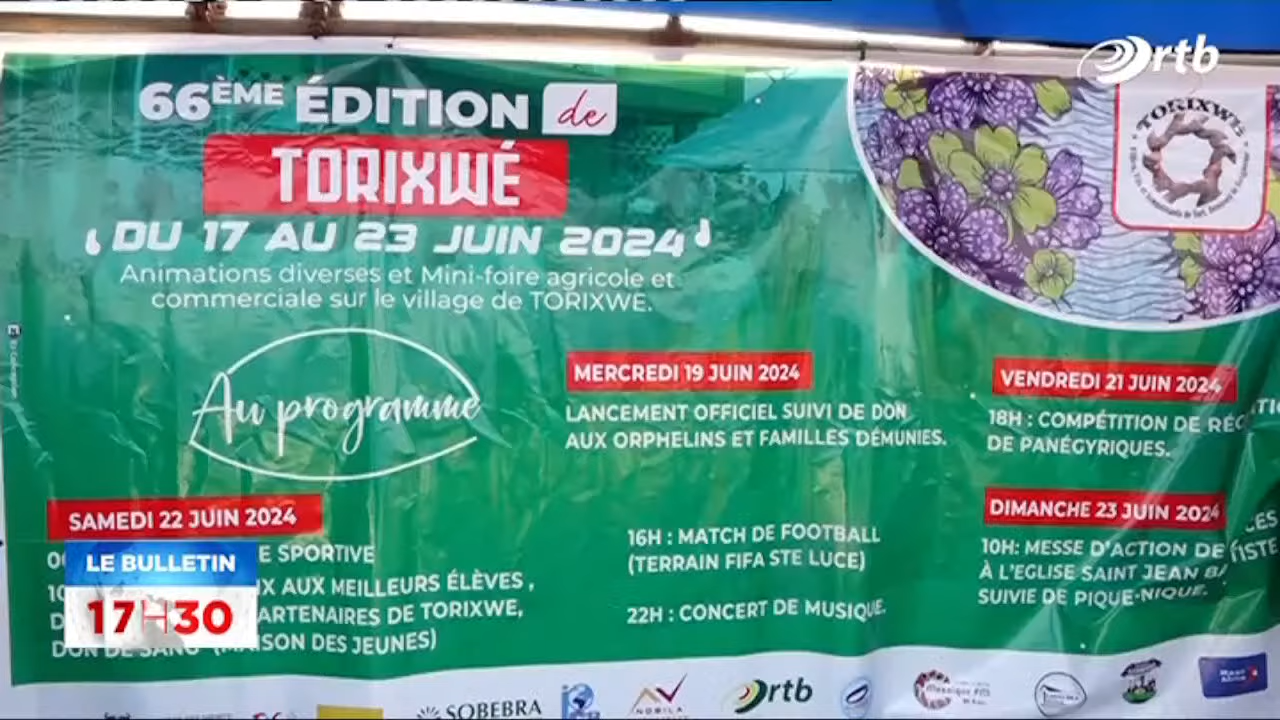 rtb
66ÈME ÉDITION de
TORIXWÉ
DU 17 AU 23 JUIN 2024
Animations diverses et Mini-foire agricole et
commerciale sur le village de TORIXWE.
TORIXWE
Au programme
MERCREDI 19 JUIN 2024
LANCEMENT OFFICIEL SUIVI DE DON
AUX ORPHELINS ET FAMILLES DÉMUNIES.
VENDREDI 21 JUIN 2024
18H : COMPÉTITION DE
DE PANÉGYRIQUES.
SAMEDI 22 JUIN 2024
SPORTIVE
AUX MEILLEURS ÉLÈVES,
DE TORIXWE,
DON DE SANG (MAISON DES JEUNES)
16H : MATCH DE FOOTBALL
(TERRAIN FIFA STE LUCE)
22H : CONCERT DE MUSIQUE.
DIMANCHE 23 JUIN 2024
10H: MESSE D'ACTION DE
À L'EGLISE SAINT JEAN
SUIVIE DE PIQUE-NIQUE.
LE BULLETIN
17H30
SOBEBRA
NOBILA
rtb